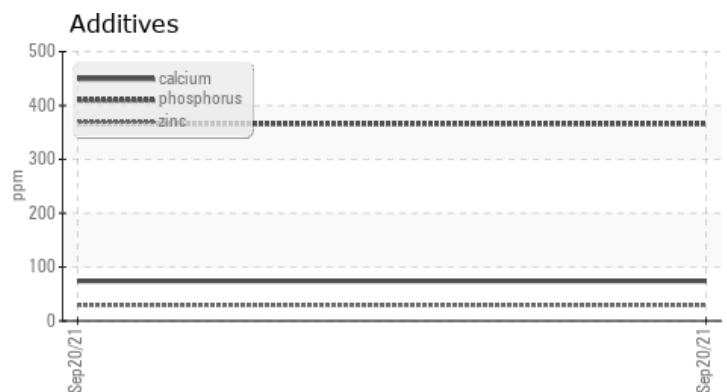 Additives
500
calcium
400
phosphorus
zinc
300
ppm
200
100
0
Sep20/21
Sep20/21